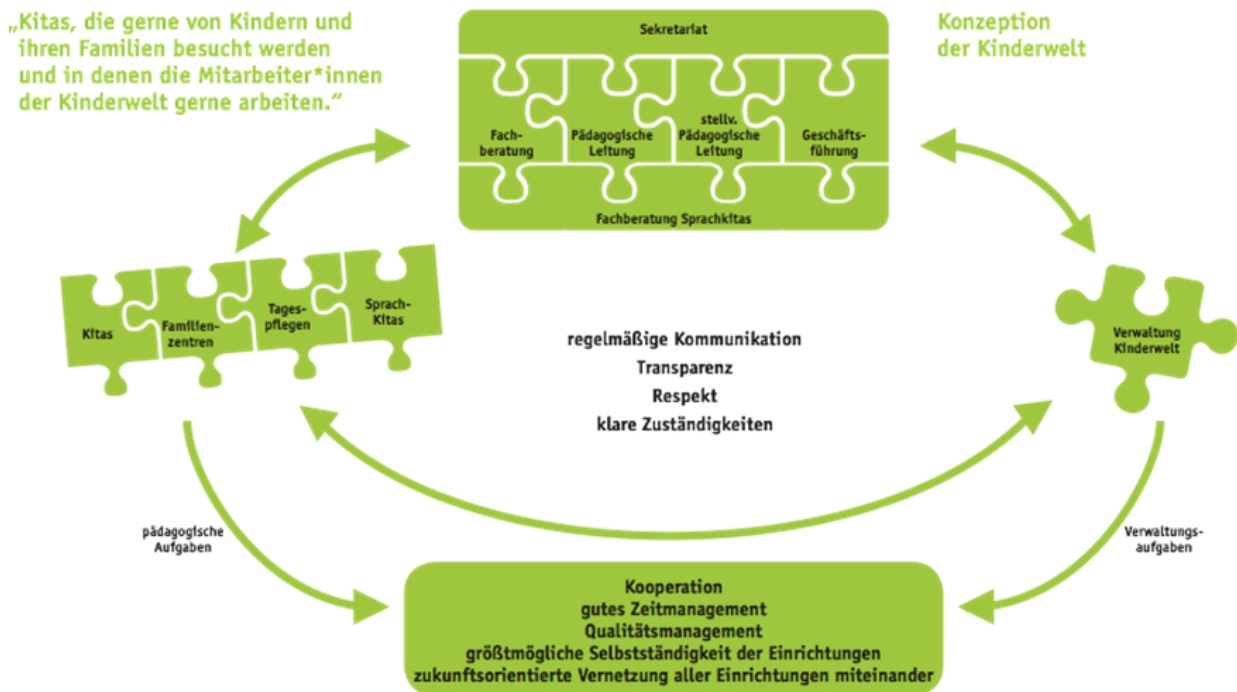 „Kitas, die gerne von Kindern und
ihren Familien besucht werden
und in denen die Mitarbeiter*innen
der Kinderwelt gerne arbeiten.“
Konzeption
der Kinderwelt
Sekretariat
Fach-
beratung
Pädagogische
Leitung
stellv.
Pädagogische
Leitung
Geschäfts-
führung
Fachberatung Sprachkitas
Kitas
Familien-
zentren
Tages-
pflegen
Sprach-
Kitas
regelmäßige Kommunikation
Transparenz
Respekt
klare Zuständigkeiten
Verwaltung
Kinderwelt
pädagogische
Aufgaben
Verwaltungs-
aufgaben
Kooperation
gutes Zeitmanagement
Qualitätsmanagement
größtmögliche Selbstständigkeit der Einrichtungen
zukunftsorientierte Vernetzung aller Einrichtungen miteinander